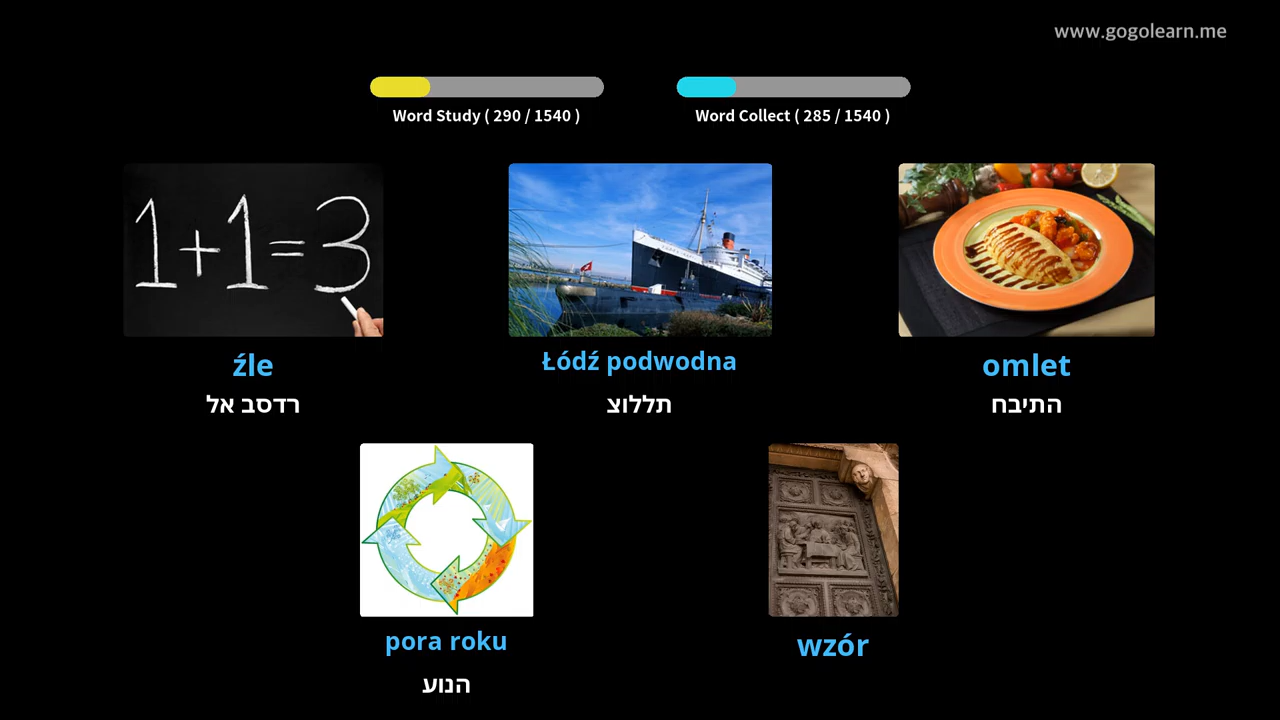 www.gogolearn.me
Word Study ( 290 / 1540 )
Word Collect ( 285 / 1540 )
1+1=3
źle
רדסב אל
Łódź podwodna
תללוצ
omlet
התיבח
pora roku
הנוע
wzór